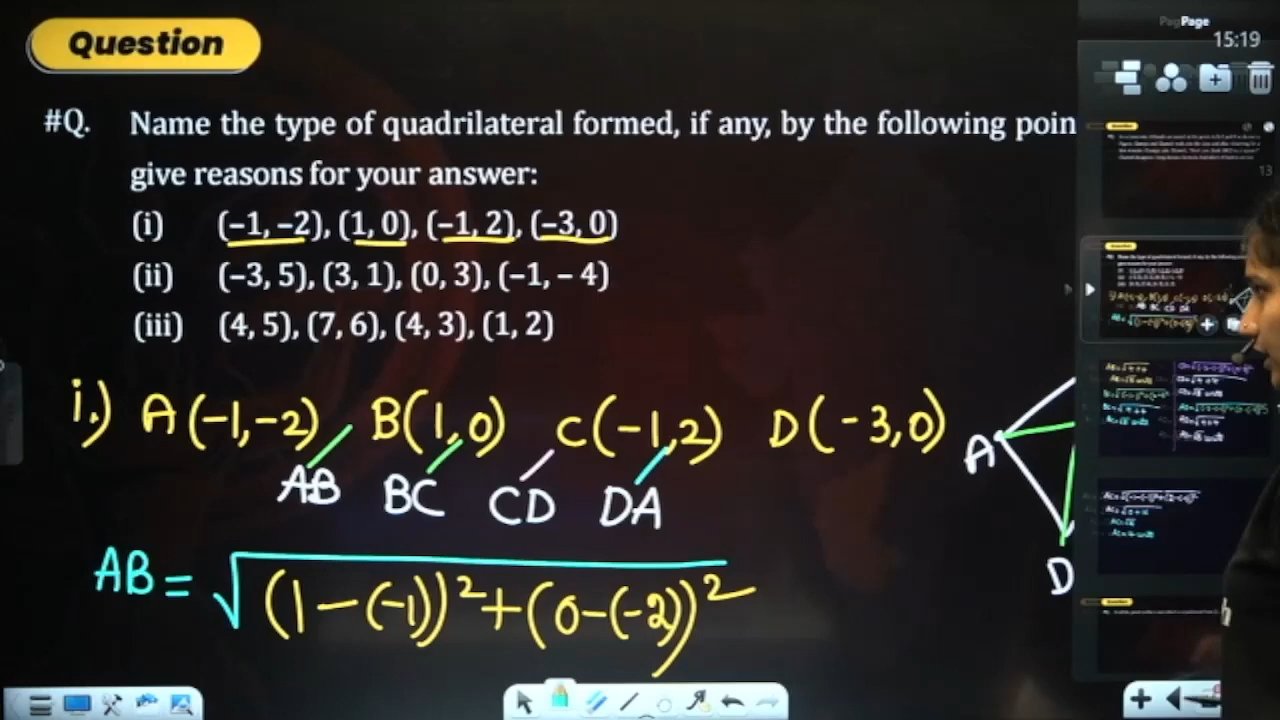 Question
PagPage
15:19
#Q. Name the type of quadrilateral formed, if any, by the following poin
give reasons for your answer:
(i) (−1, −2), (1, 0), (−1, 2), (−3, 0)
(ii) (−3, 5), (3, 1), (0, 3), (−1, − 4)
(iii) (4, 5), (7, 6), (4, 3), (1, 2)
13
i.) A(-1,-2) B(1,0) C(-1,2) D(-3,0)
A
AB BC CD DA
AB = √(1-(-1))²+(0-(-2))²
D